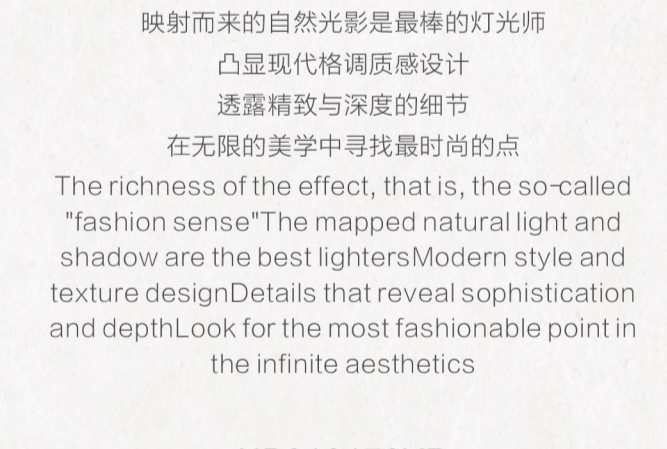 映射而来的自然光影是最棒的灯光师
凸显现代格调质感设计
透露精致与深度的细节
在无限的美学中寻找最时尚的点
The richness of the effect, that is, the so-called
"fashion sense"The mapped natural light and
shadow are the best lightersModern style and
texture designDetails that reveal sophistication
and depthLook for the most fashionable point in
the infinite aesthetics